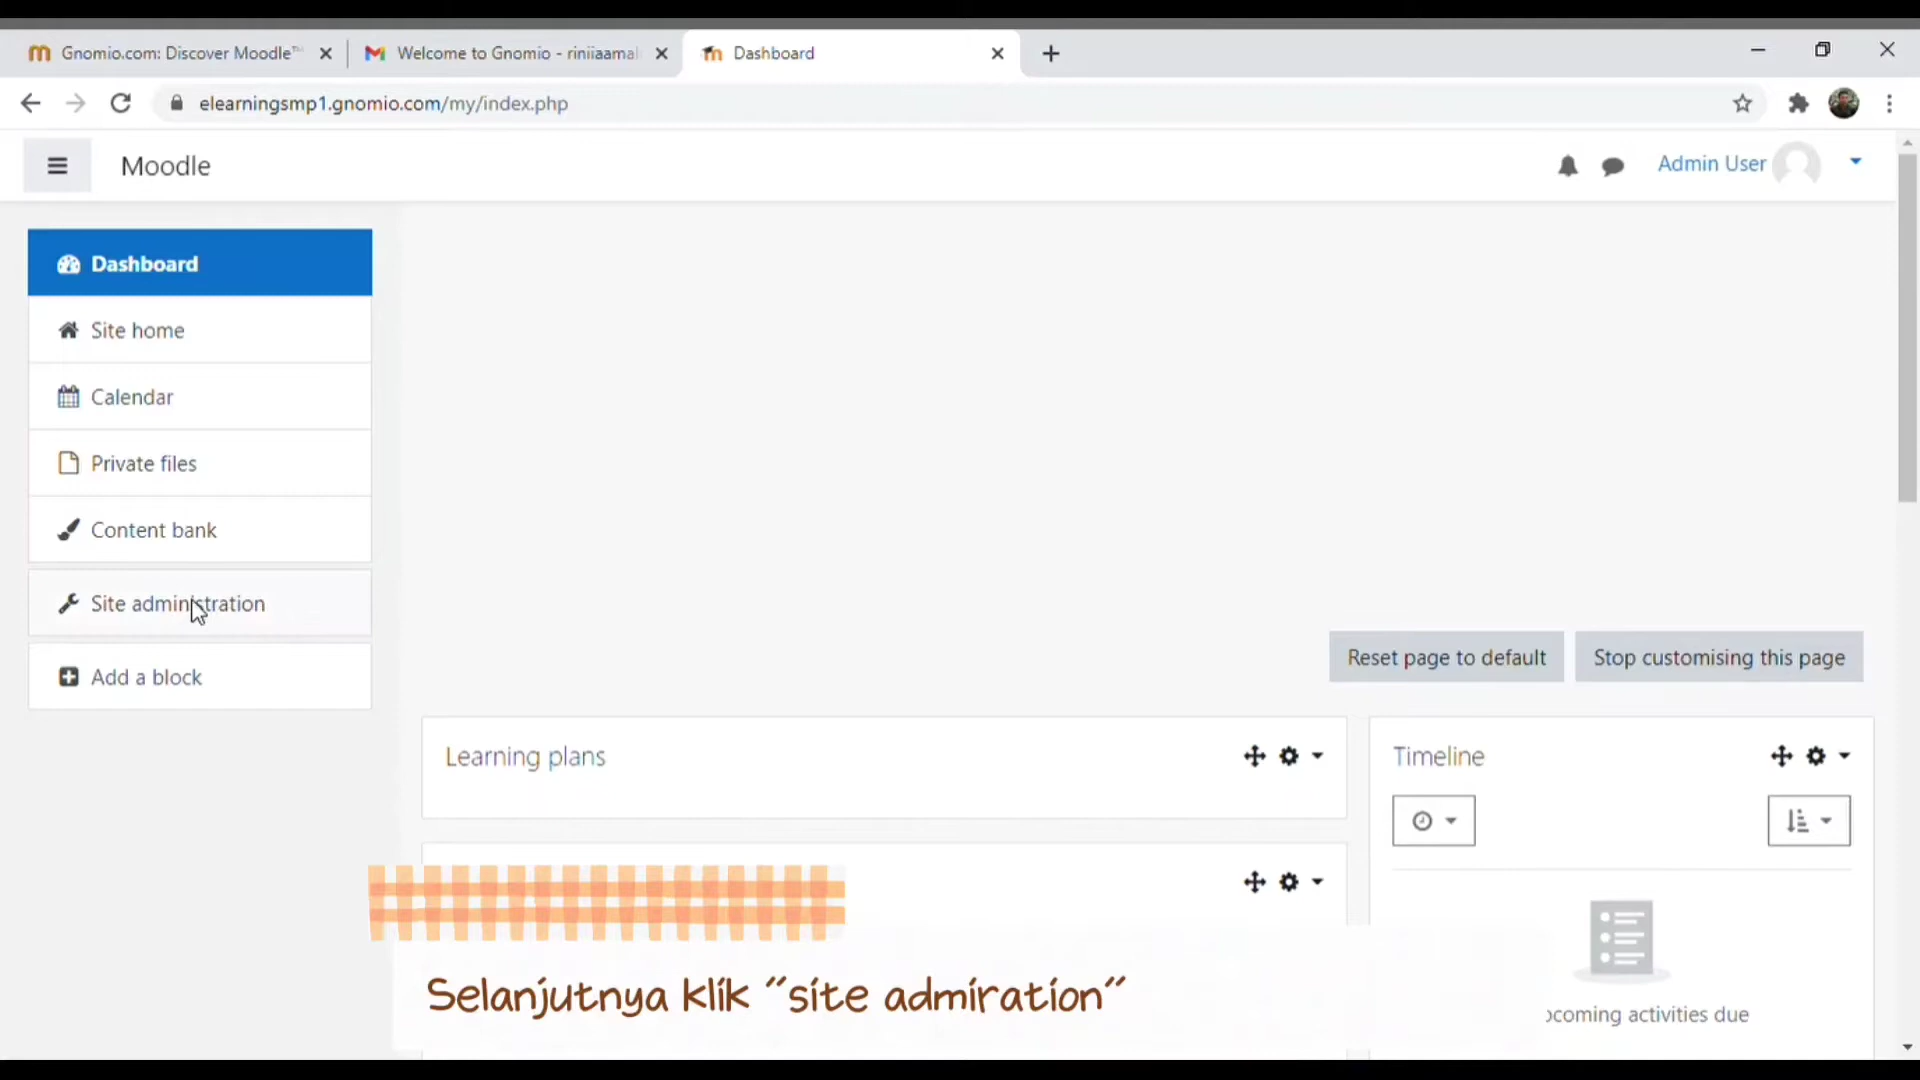 Gnomio.com: Discover Moodle™
Welcome to Gnomio - riniiaamal
Dashboard
elearningsmp1.gnomio.com/my/index.php
Moodle
Admin User
Dashboard
Site home
Calendar
Private files
Content bank
Site administration
Add a block
Reset page to default
Stop customising this page
Learning plans
Timeline
Selanjutnya klik "site admiration"
activities due